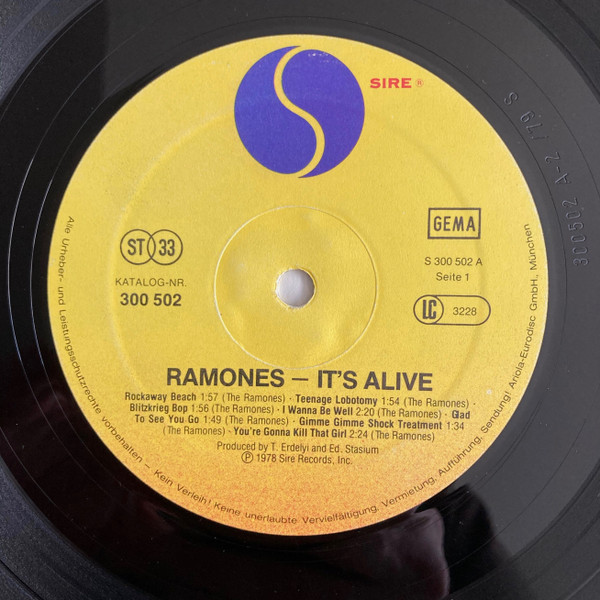 SIRE ®
GEMA
ST 33
S 300 502 A
Seite 1
KATALOG-NR.
300 502
LC 3228
RAMONES – IT'S ALIVE
Rockaway Beach 1:57 (The Ramones) · Teenage Lobotomy 1:54 (The Ramones) ·
Blitzkrieg Bop 1:56 (The Ramones) · I Wanna Be Well 2:20 (The Ramones) · Glad
To See You Go 1:49 (The Ramones) · Gimme Gimme Shock Treatment 1:34
(The Ramones) · You're Gonna Kill That Girl 2:24 (The Ramones)
Produced by T. Erdelyi and Ed. Stasium
Ⓟ 1978 Sire Records, Inc.
Alle Urheber- und Leistungsschutzrechte vorbehalten – Kein Verleih! Keine unerlaubte Vervielfältigung, Vermietung, Aufführung, Sendung! Ariola-Eurodisc GmbH., München
300502 A-2 /79 S